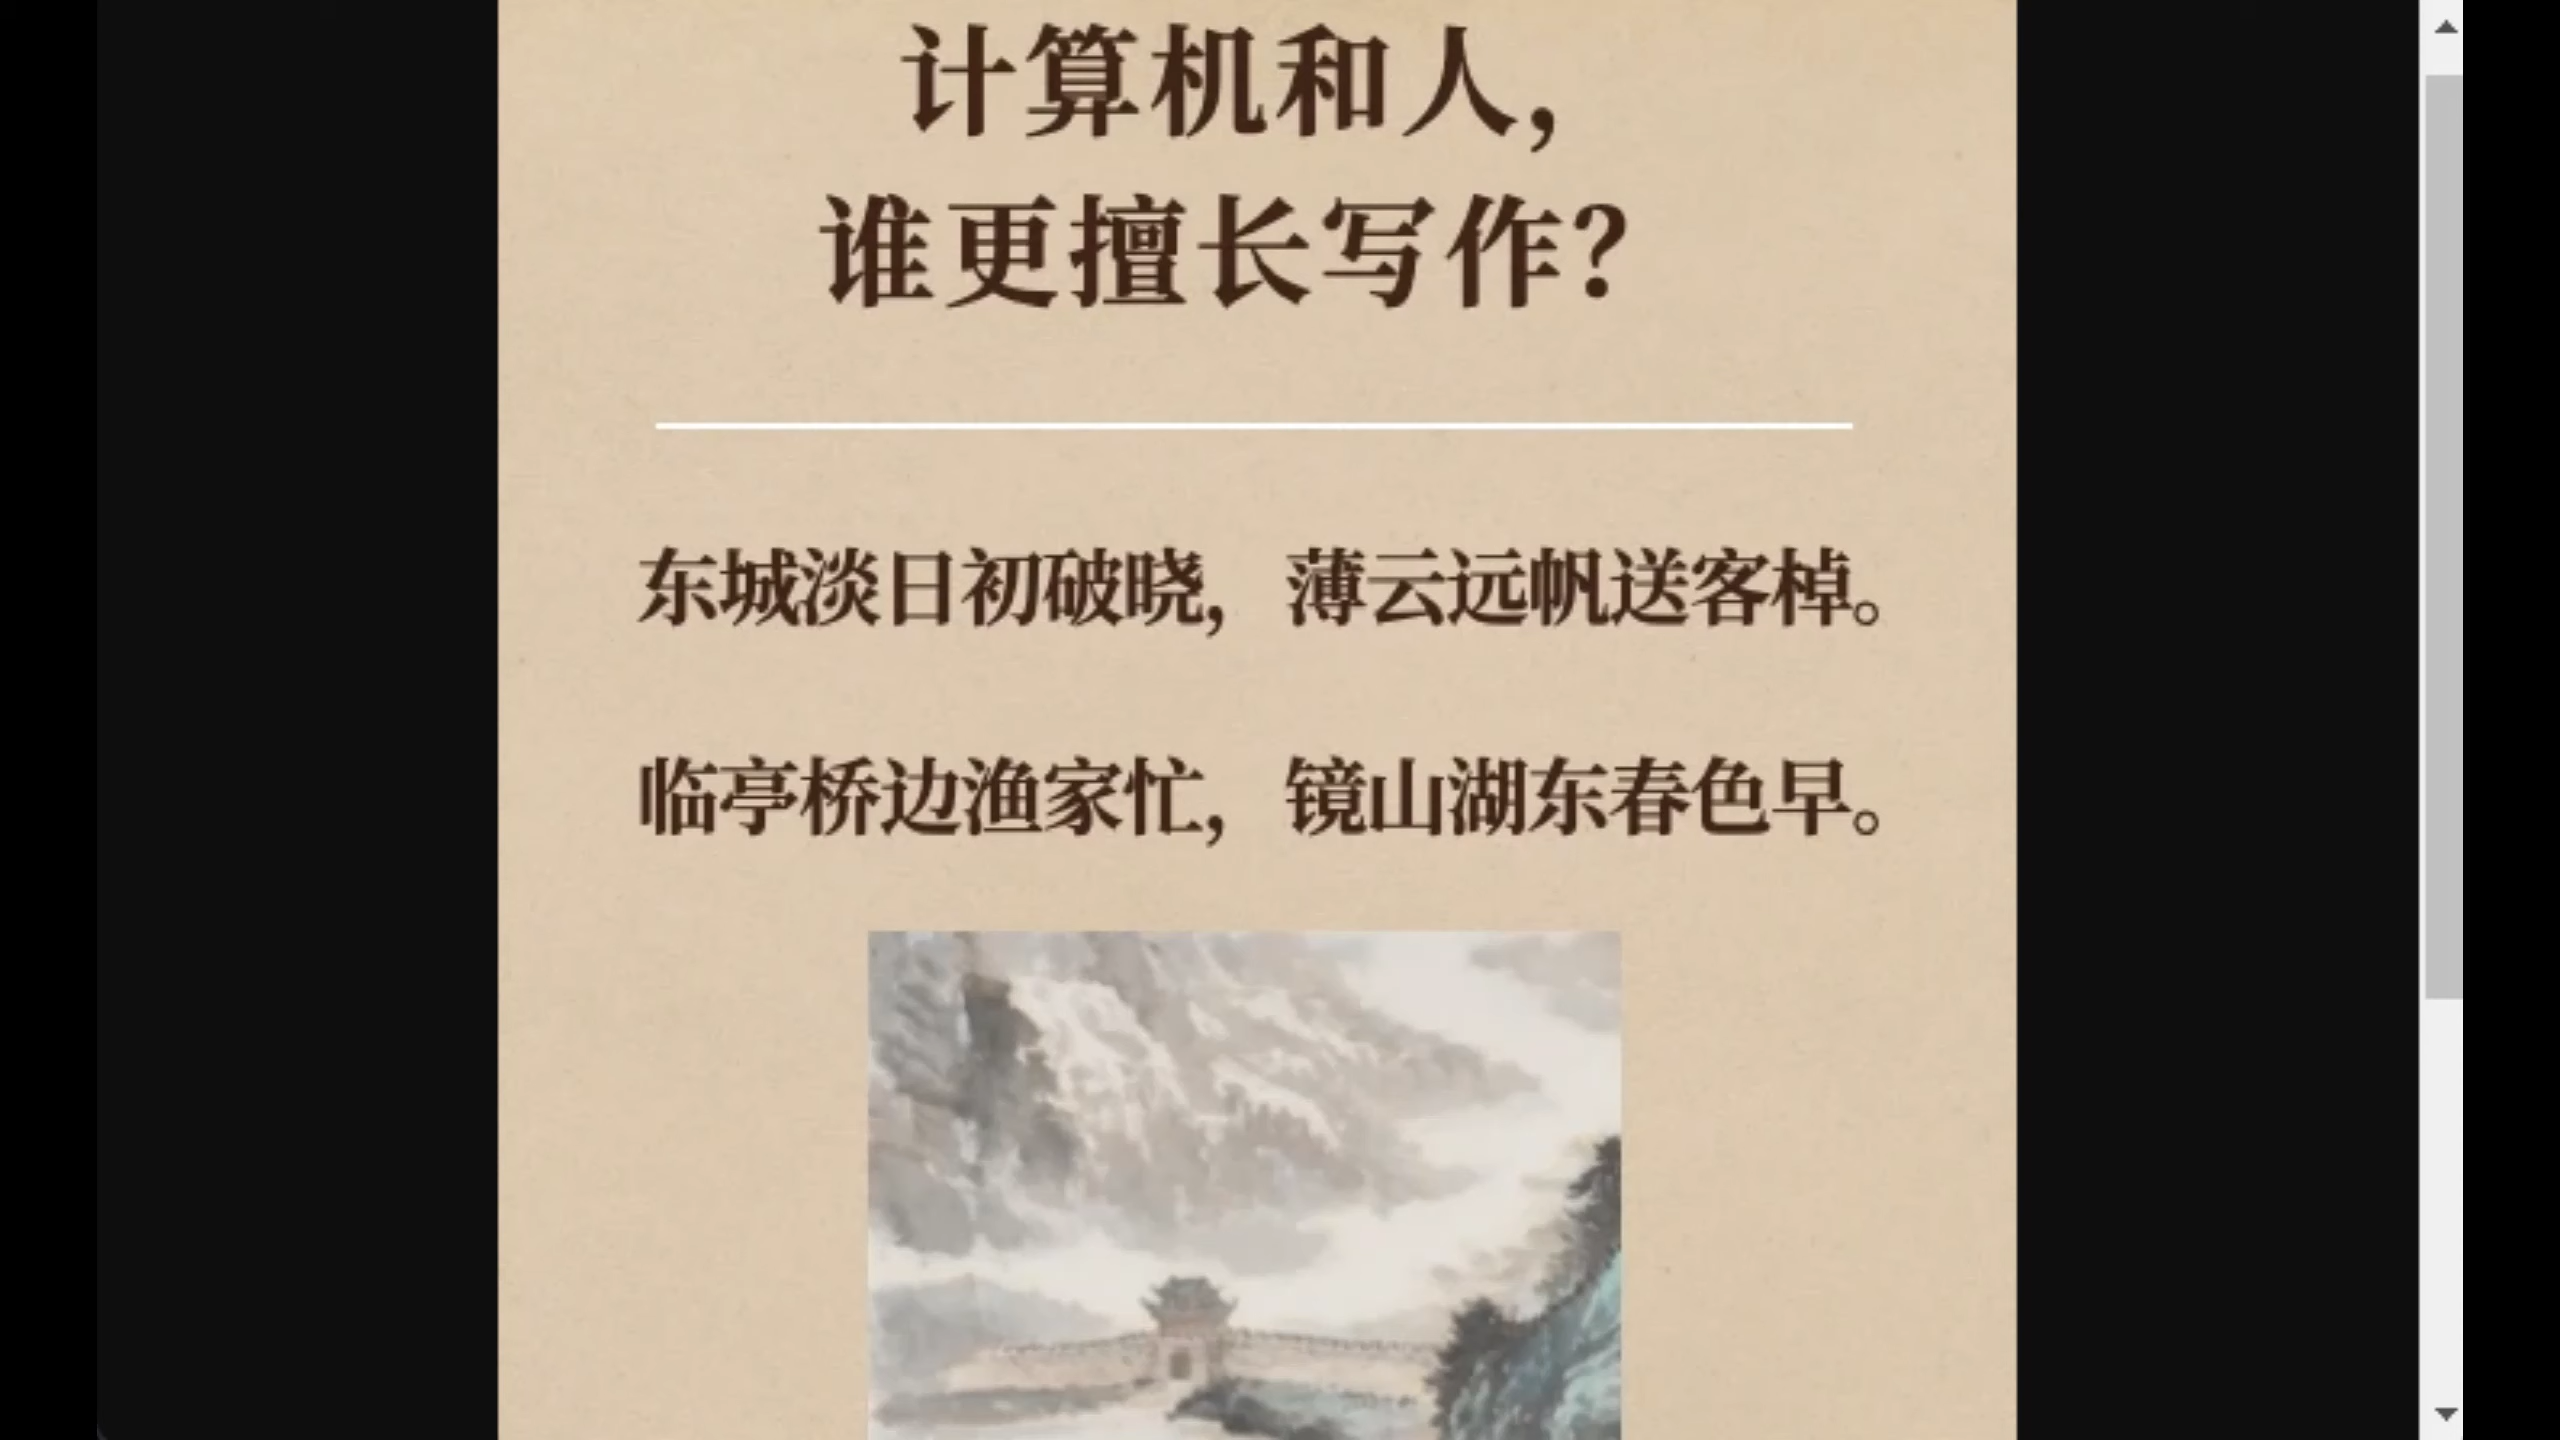 计算机和人，
谁更擅长写作？
东城淡日初破晓，薄云远帆送客棹。
临亭桥边渔家忙，镜山湖东春色早。